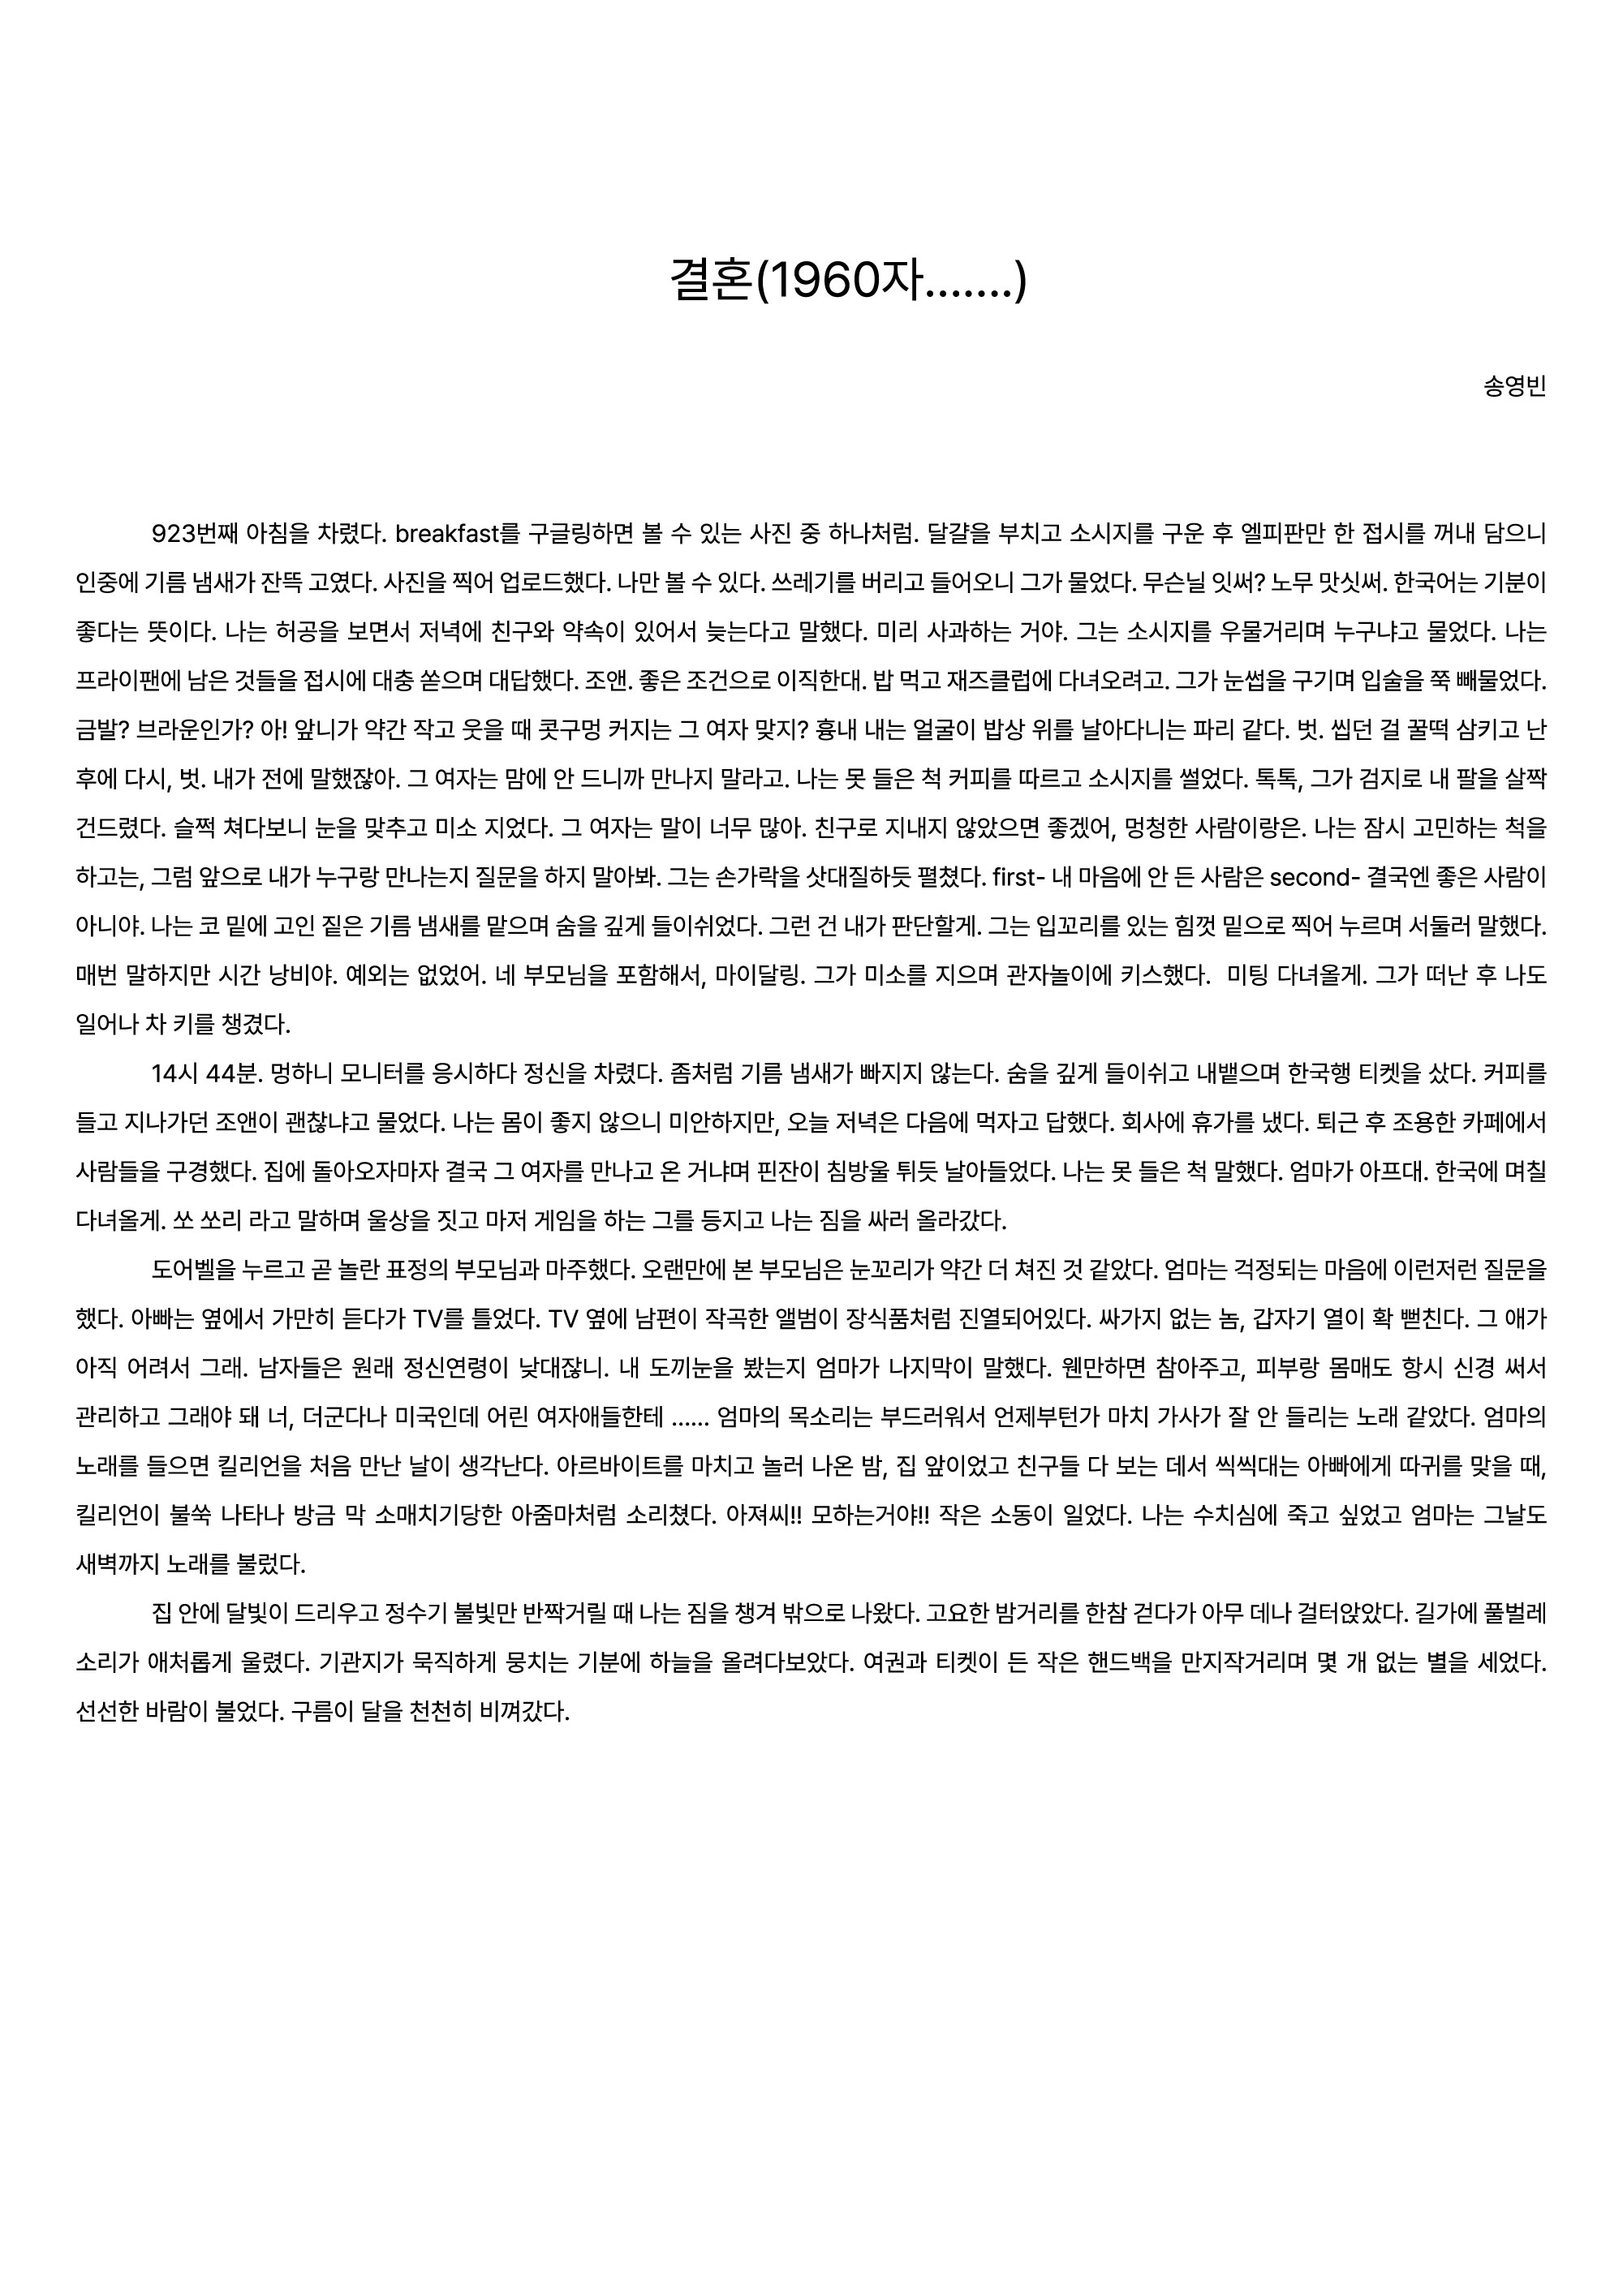 결혼(1960자.......)
송영빈
923번째 아침을 차렸다. breakfast를 구글링하면 볼 수 있는 사진 중 하나처럼. 달걀을 부치고 소시지를 구운 후 엘피판만 한 접시를 꺼내 담으니
인중에 기름 냄새가 잔뜩 고였다. 사진을 찍어 업로드했다. 나만 볼 수 있다. 쓰레기를 버리고 들어오니 그가 물었다. 무슨닐 잇써? 노무 맛싯써. 한국어는 기분이
좋다는 뜻이다. 나는 허공을 보면서 저녁에 친구와 약속이 있어서 늦는다고 말했다. 미리 사과하는 거야. 그는 소시지를 우물거리며 누구냐고 물었다. 나는
프라이팬에 남은 것들을 접시에 대충 쏟으며 대답했다. 조앤. 좋은 조건으로 이직한대. 밥 먹고 재즈클럽에 다녀오려고. 그가 눈썹을 구기며 입술을 쭉 빼물었다.
금발? 브라운인가? 아! 앞니가 약간 작고 웃을 때 콧구멍 커지는 그 여자 맞지? 흉내 내는 얼굴이 밥상 위를 날아다니는 파리 같다. 벗. 씹던 걸 꿀떡 삼키고 난
후에 다시, 벗. 내가 전에 말했잖아. 그 여자는 맘에 안 드니까 만나지 말라고. 나는 못 들은 척 커피를 따르고 소시지를 썰었다. 톡톡, 그가 검지로 내 팔을 살짝
건드렸다. 슬쩍 쳐다보니 눈을 맞추고 미소 지었다. 그 여자는 말이 너무 많아. 친구로 지내지 않았으면 좋겠어, 멍청한 사람이랑은. 나는 잠시 고민하는 척을
하고는, 그럼 앞으로 내가 누구랑 만나는지 질문을 하지 말아봐. 그는 손가락을 삿대질하듯 펼쳤다. first- 내 마음에 안 든 사람은 second- 결국엔 좋은 사람이
아니야. 나는 코 밑에 고인 짙은 기름 냄새를 맡으며 숨을 깊게 들이쉬었다. 그런 건 내가 판단할게. 그는 입꼬리를 있는 힘껏 밑으로 찍어 누르며 서둘러 말했다.
매번 말하지만 시간 낭비야. 예외는 없었어. 네 부모님을 포함해서, 마이달링. 그가 미소를 지으며 관자놀이에 키스했다.  미팅 다녀올게. 그가 떠난 후 나도
일어나 차 키를 챙겼다.
14시 44분. 멍하니 모니터를 응시하다 정신을 차렸다. 좀처럼 기름 냄새가 빠지지 않는다. 숨을 깊게 들이쉬고 내뱉으며 한국행 티켓을 샀다. 커피를
들고 지나가던 조앤이 괜찮냐고 물었다. 나는 몸이 좋지 않으니 미안하지만, 오늘 저녁은 다음에 먹자고 답했다. 회사에 휴가를 냈다. 퇴근 후 조용한 카페에서
사람들을 구경했다. 집에 돌아오자마자 결국 그 여자를 만나고 온 거냐며 핀잔이 침방울 튀듯 날아들었다. 나는 못 들은 척 말했다. 엄마가 아프대. 한국에 며칠
다녀올게. 쏘 쏘리 라고 말하며 울상을 짓고 마저 게임을 하는 그를 등지고 나는 짐을 싸러 올라갔다.
도어벨을 누르고 곧 놀란 표정의 부모님과 마주했다. 오랜만에 본 부모님은 눈꼬리가 약간 더 쳐진 것 같았다. 엄마는 걱정되는 마음에 이런저런 질문을
했다. 아빠는 옆에서 가만히 듣다가 TV를 틀었다. TV 옆에 남편이 작곡한 앨범이 장식품처럼 진열되어있다. 싸가지 없는 놈, 갑자기 열이 확 뻗친다. 그 애가
아직 어려서 그래. 남자들은 원래 정신연령이 낮대잖니. 내 도끼눈을 봤는지 엄마가 나지막이 말했다. 웬만하면 참아주고, 피부랑 몸매도 항시 신경 써서
관리하고 그래야 돼 너, 더군다나 미국인데 어린 여자애들한테 ...... 엄마의 목소리는 부드러워서 언제부턴가 마치 가사가 잘 안 들리는 노래 같았다. 엄마의
노래를 들으면 킬리언을 처음 만난 날이 생각난다. 아르바이트를 마치고 놀러 나온 밤, 집 앞이었고 친구들 다 보는 데서 씩씩대는 아빠에게 따귀를 맞을 때,
킬리언이 불쑥 나타나 방금 막 소매치기당한 아줌마처럼 소리쳤다. 아져씨!! 모하는거야!! 작은 소동이 일었다. 나는 수치심에 죽고 싶었고 엄마는 그날도
새벽까지 노래를 불렀다.
집 안에 달빛이 드리우고 정수기 불빛만 반짝거릴 때 나는 짐을 챙겨 밖으로 나왔다. 고요한 밤거리를 한참 걷다가 아무 데나 걸터앉았다. 길가에 풀벌레
소리가 애처롭게 울렸다. 기관지가 묵직하게 뭉치는 기분에 하늘을 올려다보았다. 여권과 티켓이 든 작은 핸드백을 만지작거리며 몇 개 없는 별을 세었다.
선선한 바람이 불었다. 구름이 달을 천천히 비껴갔다.